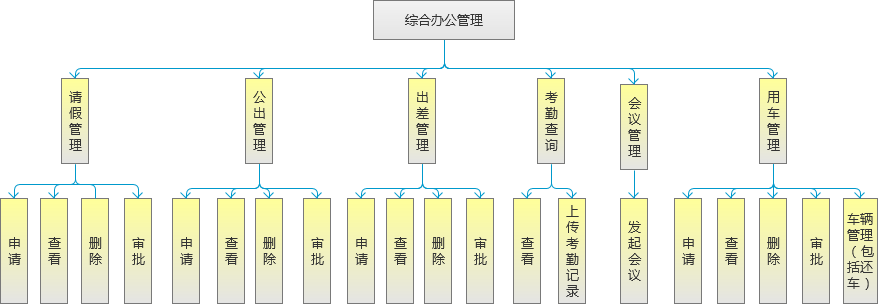 综合办公管理
请假管理
公出管理
出差管理
考勤查询
会议管理
用车管理
申请
查看
删除
审批
申请
查看
删除
审批
申请
查看
删除
审批
查看
上传考勤记录
发起会议
申请
查看
删除
审批
车辆
管理
（包
括还
车）